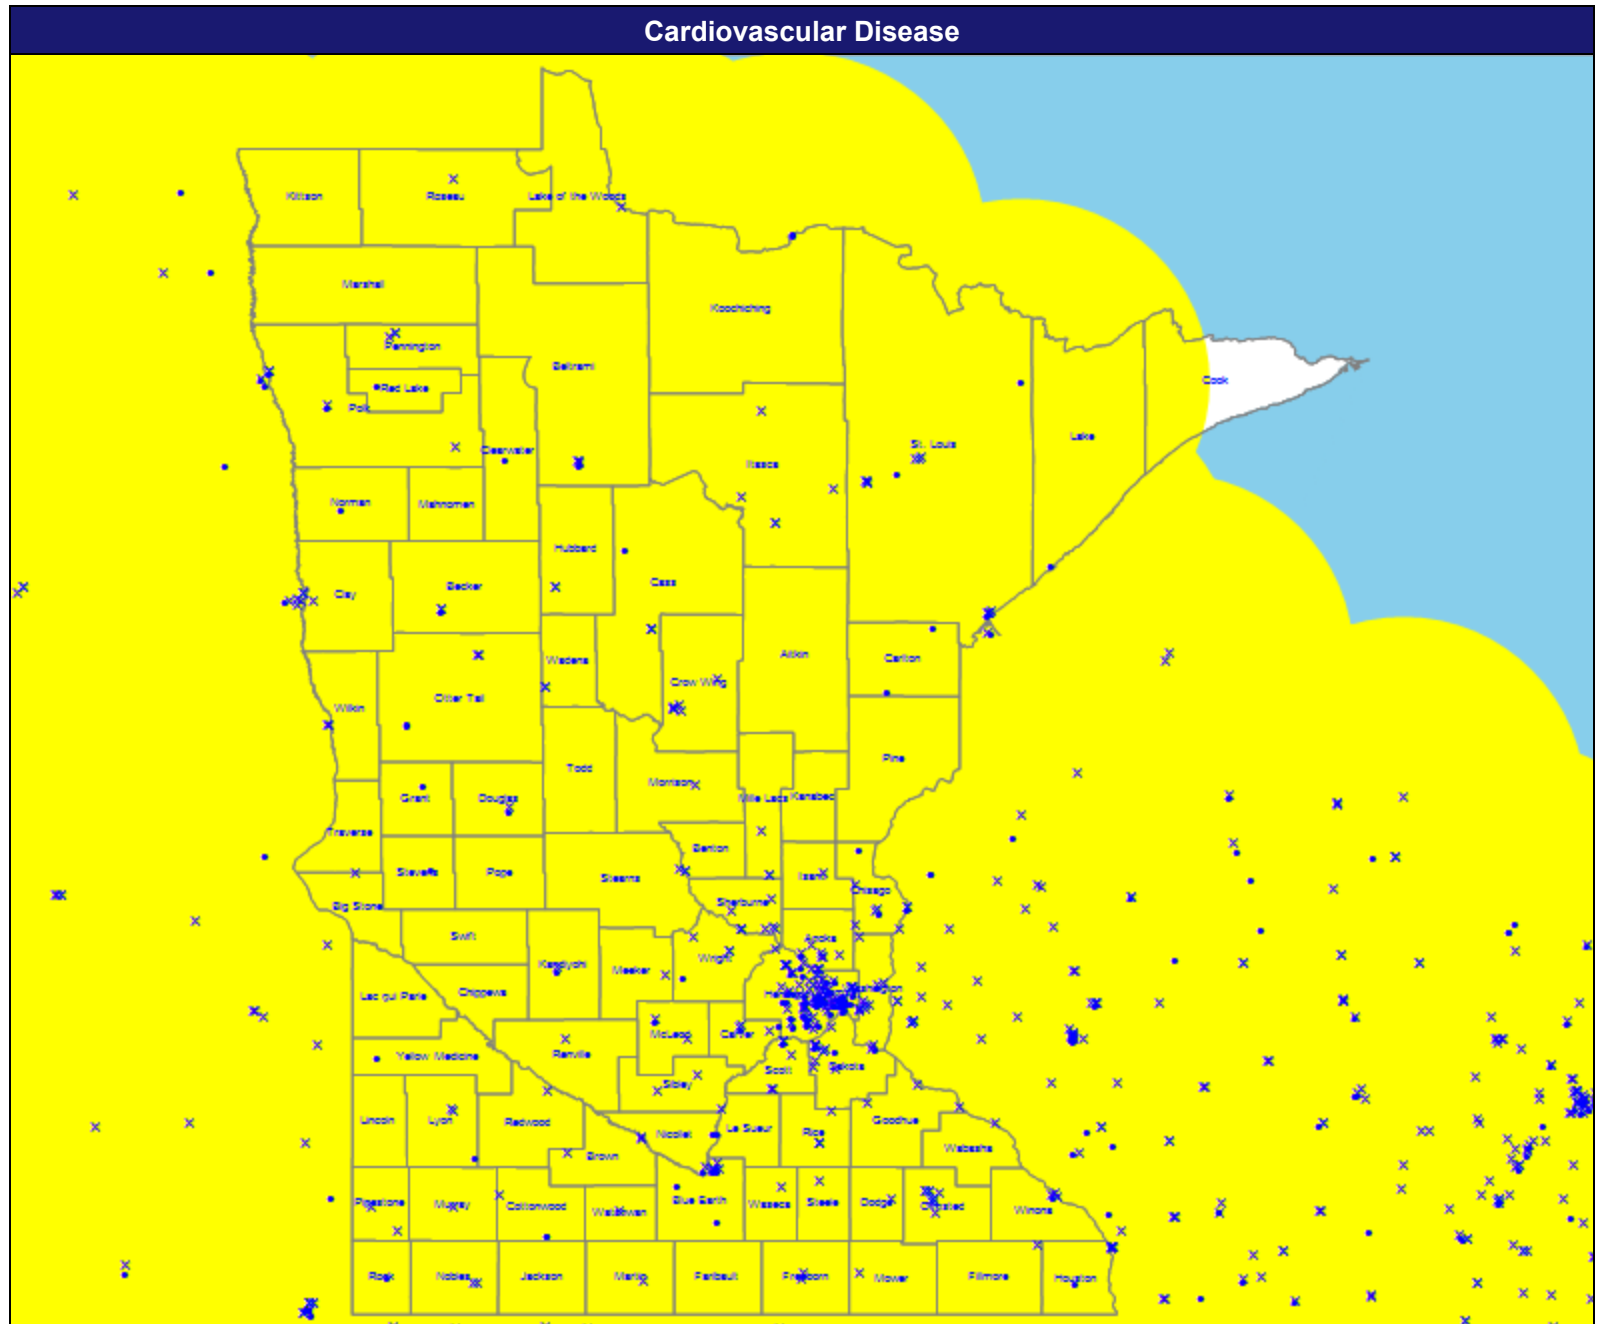 Cardiovascular Disease
Kittson
Roseau
Lake of the Woods
Marshall
Koochiching
Pennington
Beltrami
Cook
Red Lake
Polk
Lake
St. Louis
Clearwater
Itasca
Norman
Mahnomen
Hubbard
Cass
Becker
Clay
Aitkin
Carlton
Wadena
Crow Wing
Otter Tail
Wilkin
Pine
Todd
Morrison
Mille Lacs
Kanabec
Grant
Douglas
Traverse
Benton
Stevens
Pope
Stearns
Isanti
Chisago
Sherburne
Big Stone
Swift
Anoka
Wright
Kandiyohi
Meeker
Chippewa
Lac qui Parle
McLeod
Carver
Renville
Yellow Medicine
Scott
Dakota
Sibley
Lincoln
Lyon
Redwood
Nicollet
Le Sueur
Rice
Goodhue
Wabasha
Brown
Pipestone
Murray
Cottonwood
Watonwan
Blue Earth
Waseca
Steele
Dodge
Olmsted
Winona
Rock
Nobles
Jackson
Martin
Faribault
Freeborn
Mower
Fillmore
Houston